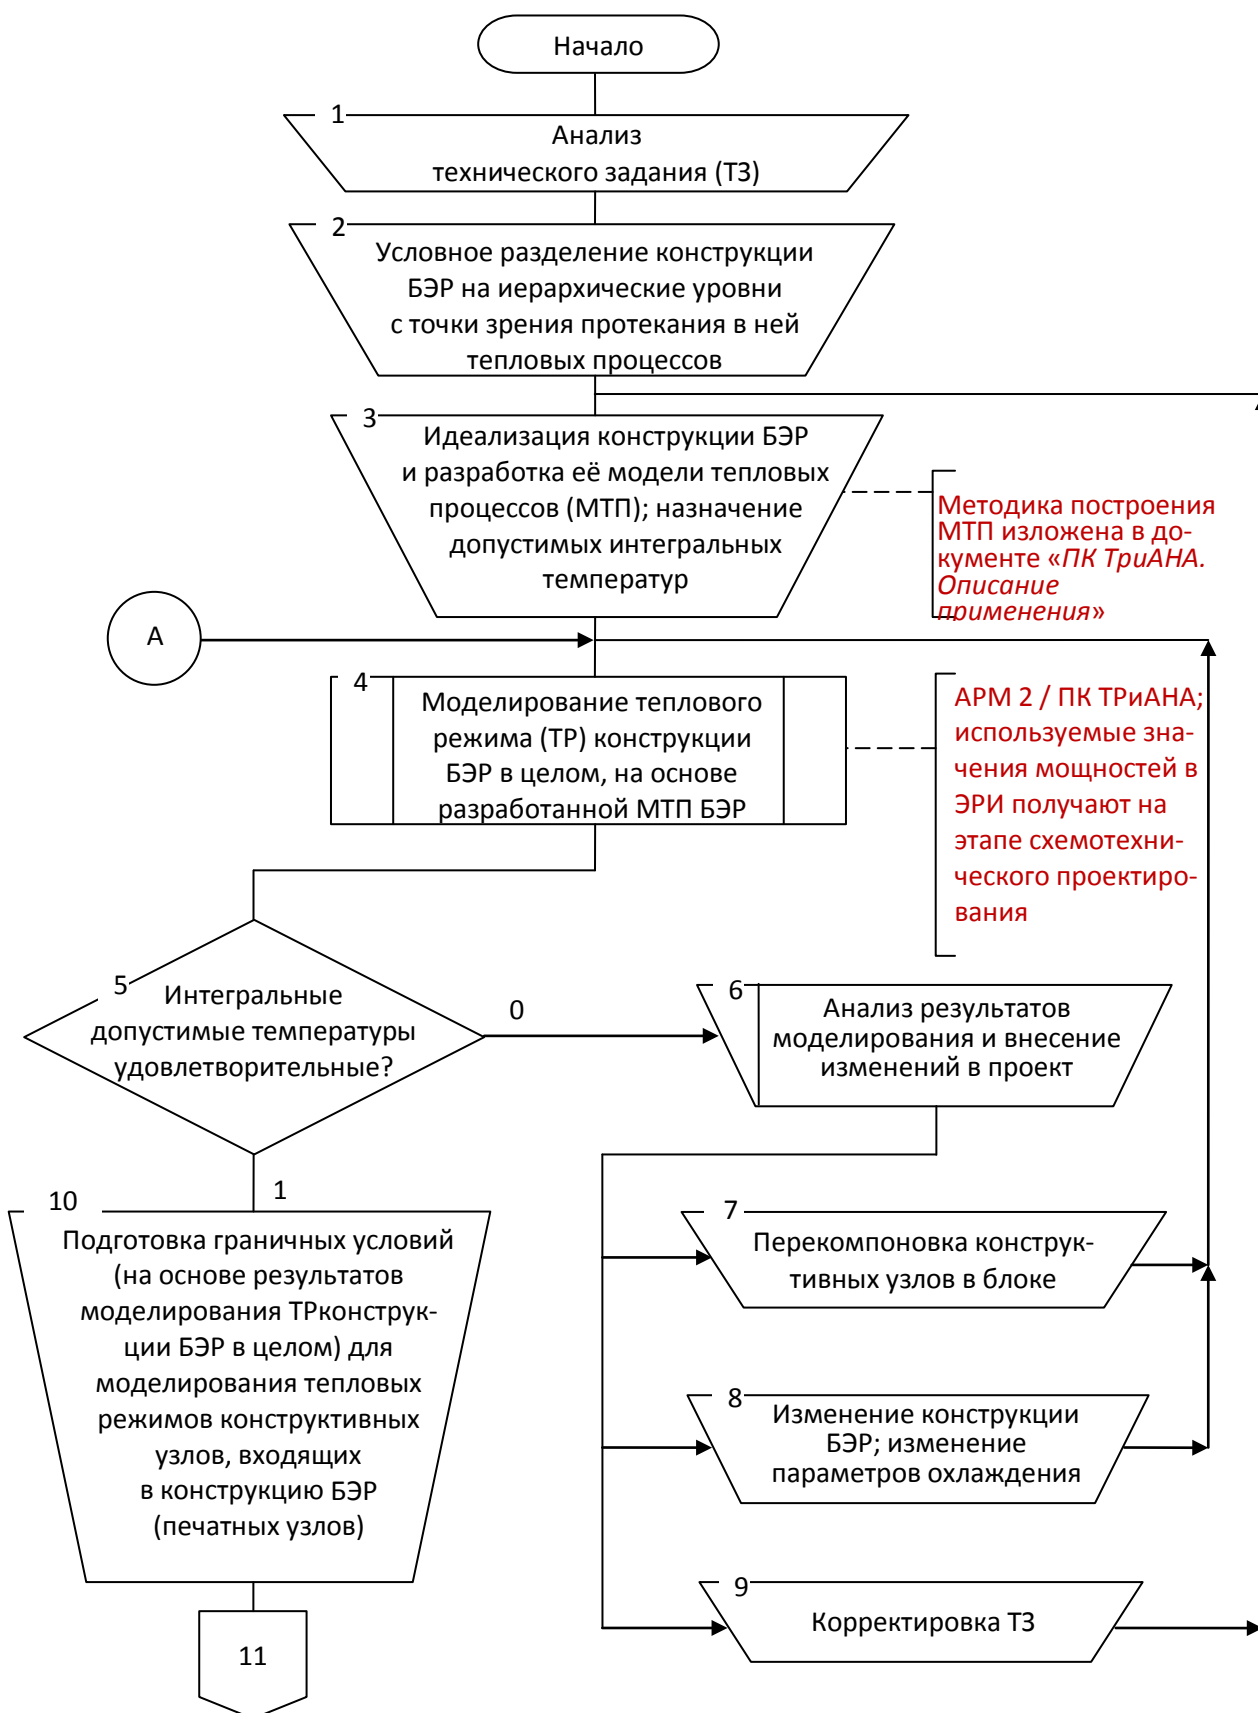 Начало
1
Анализ
технического задания (ТЗ)
2
Условное разделение конструкции
БЭР на иерархические уровни
с точки зрения протекания в ней
тепловых процессов
3
Идеализация конструкции БЭР
и разработка её модели тепловых
процессов (МТП); назначение
допустимых интегральных
температур
Методика построения
МТП изложена в до-
кументе «ПК ТриАНА.
Описание
применения»
А
4
Моделирование теплового
режима (ТР) конструкции
БЭР в целом, на основе
разработанной МТП БЭР
АРМ 2 / ПК ТРиАНА;
используемые зна-
чения мощностей в
ЭРИ получают на
этапе схемотехни-
ческого проектиро-
вания
5
Интегральные
допустимые температуры
удовлетворительные?
0
6
Анализ результатов
моделирования и внесение
изменений в проект
1
10
Подготовка граничных условий
(на основе результатов
моделирования ТРконструк-
ции БЭР в целом) для
моделирования тепловых
режимов конструктивных
узлов, входящих
в конструкцию БЭР
(печатных узлов)
7
Перекомпоновка конструк-
тивных узлов в блоке
8
Изменение конструкции
БЭР; изменение
параметров охлаждения
9
Корректировка ТЗ
11